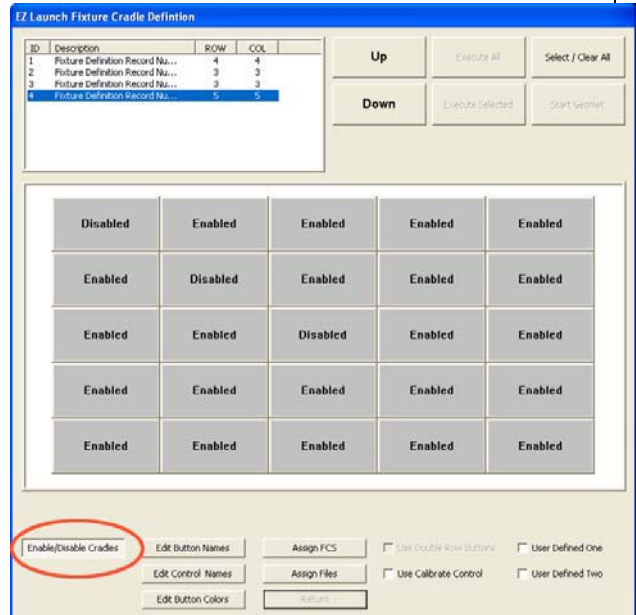 EZ Launch Fixture Cradle Defintion
ID Description ROW COL
1 Fixture Definition Record Nu... 4 4
2 Fixture Definition Record Nu... 3 3
3 Fixture Definition Record Nu... 3 3
4 Fixture Definition Record Nu... 5 5
Up Execute All Select / Clear All
Down Execute Selected Start Geomet
Disabled Enabled Enabled Enabled Enabled
Enabled Disabled Enabled Enabled Enabled
Enabled Enabled Disabled Enabled Enabled
Enabled Enabled Enabled Enabled Enabled
Enabled Enabled Enabled Enabled Enabled
Enable/Disable Cradles Edit Button Names Assign FCS Use Double Row Buttons User Defined One
Edit Control Names Assign Files Use Calibrate Control User Defined Two
Edit Button Colors Return